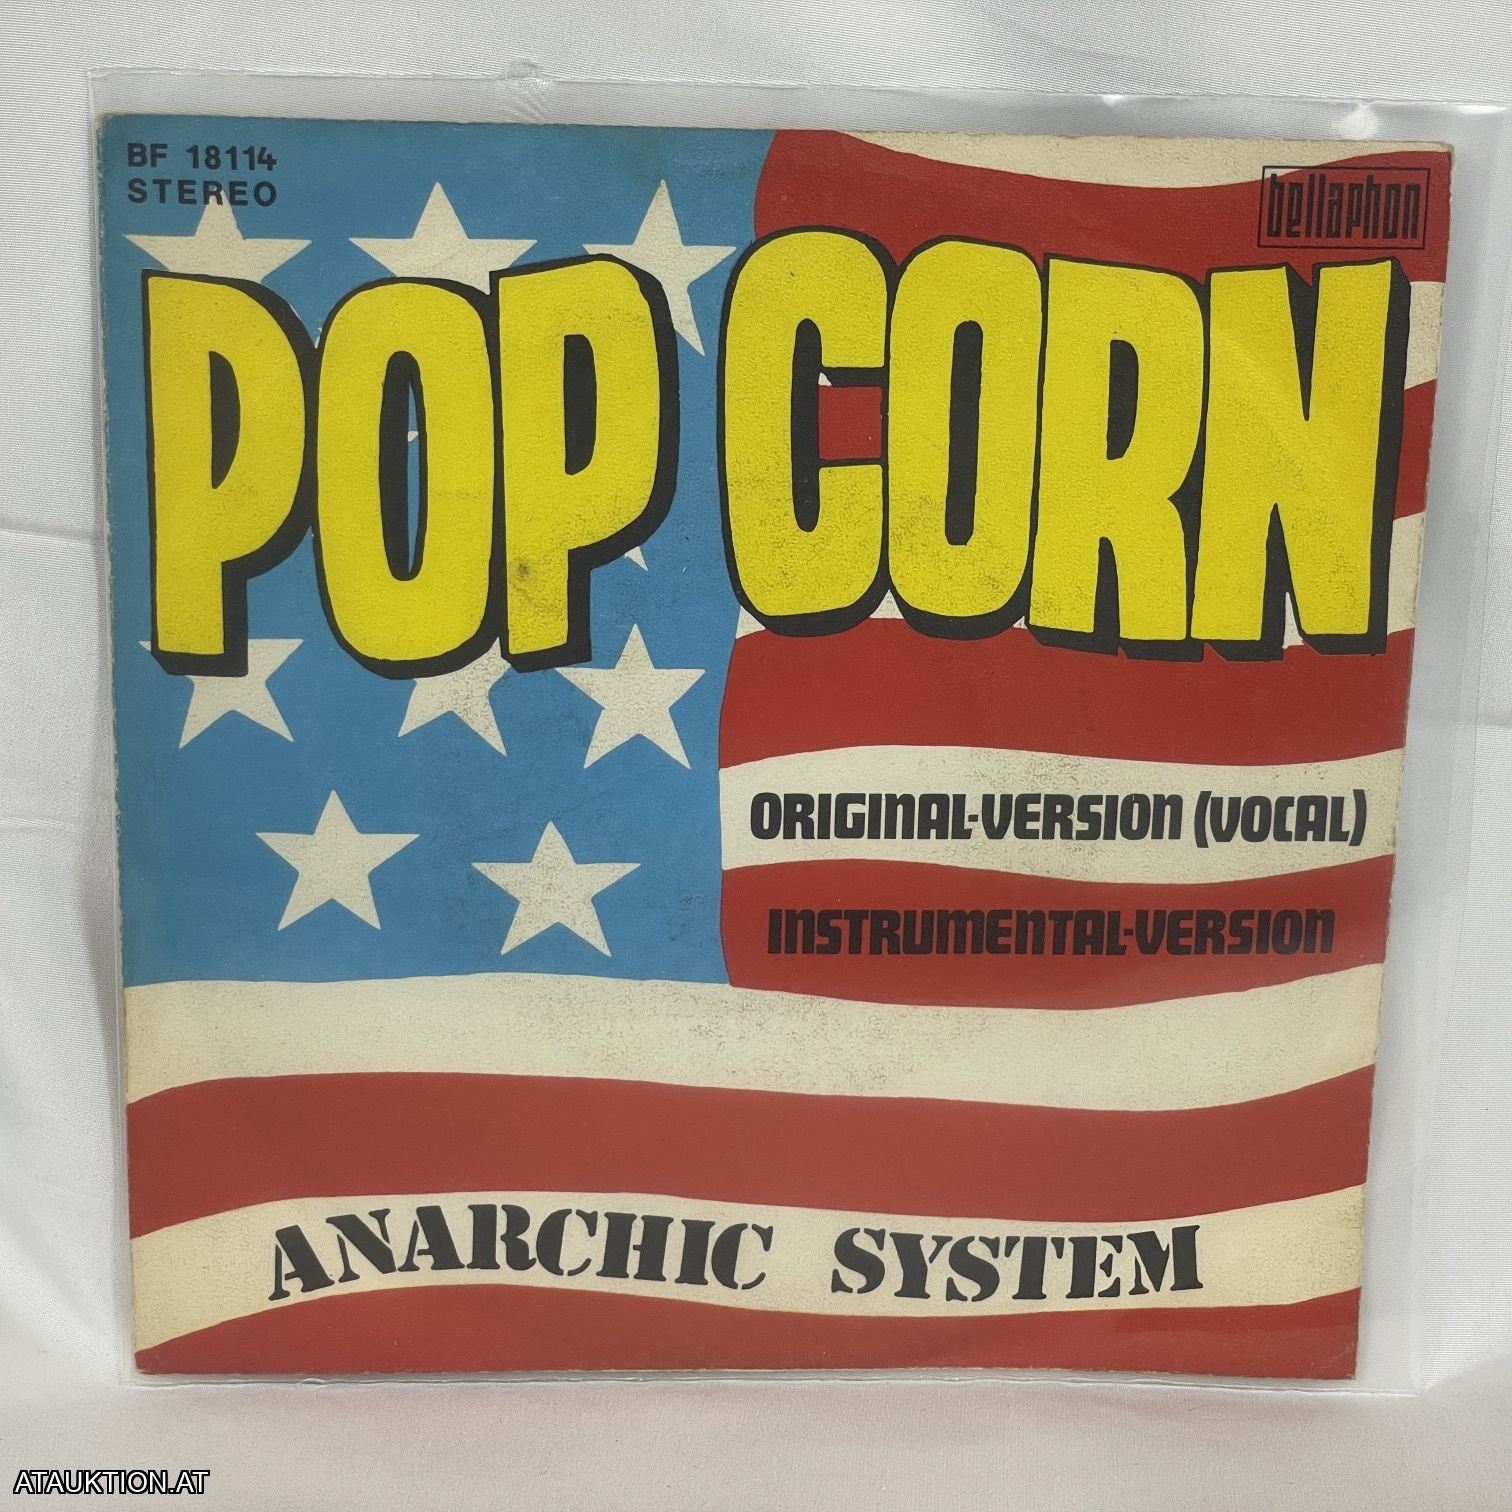 BF 18114
STEREO
bellaphon
POP CORN
ORIGINAL-VERSION (VOCAL)
INSTRUMENTAL-VERSION
ANARCHIC SYSTEM
ATAUKTION.AT